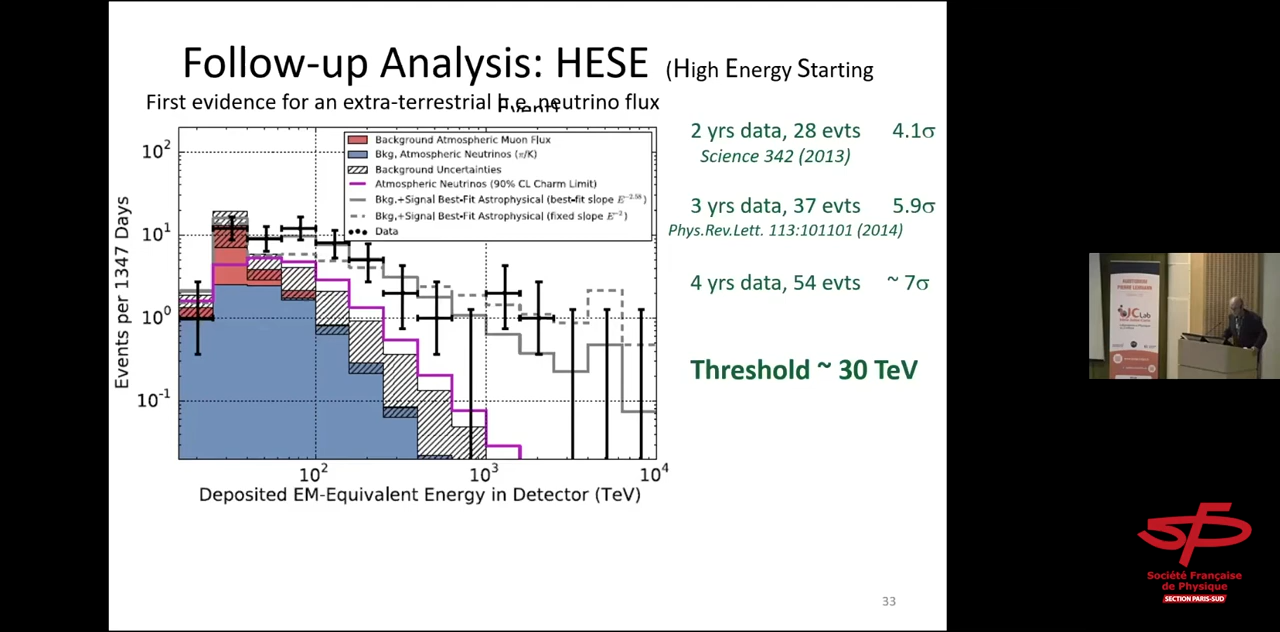 Follow-up Analysis: HESE (High Energy Starting
Event)
First evidence for an extra-terrestrial h.e. neutrino flux
Background Atmospheric Muon Flux
Bkg. Atmospheric Neutrinos (π/K)
Background Uncertainties
Atmospheric Neutrinos (90% CL Charm Limit)
Bkg.+Signal Best-Fit Astrophysical (best-fit slope E^-2.58)
Bkg.+Signal Best-Fit Astrophysical (fixed slope E^-2)
Data
Events per 1347 Days
10^2
10^1
10^0
10^-1
10^2
10^3
10^4
Deposited EM-Equivalent Energy in Detector (TeV)
2 yrs data, 28 evts 4.1σ
Science 342 (2013)
3 yrs data, 37 evts 5.9σ
Phys.Rev.Lett. 113:101101 (2014)
4 yrs data, 54 evts ~ 7σ
Threshold ~ 30 TeV
33
AUDITORIUM
PIERRE LEHMANN
JCLab
sfp
Société Française
de Physique
SECTION PARIS-SUD